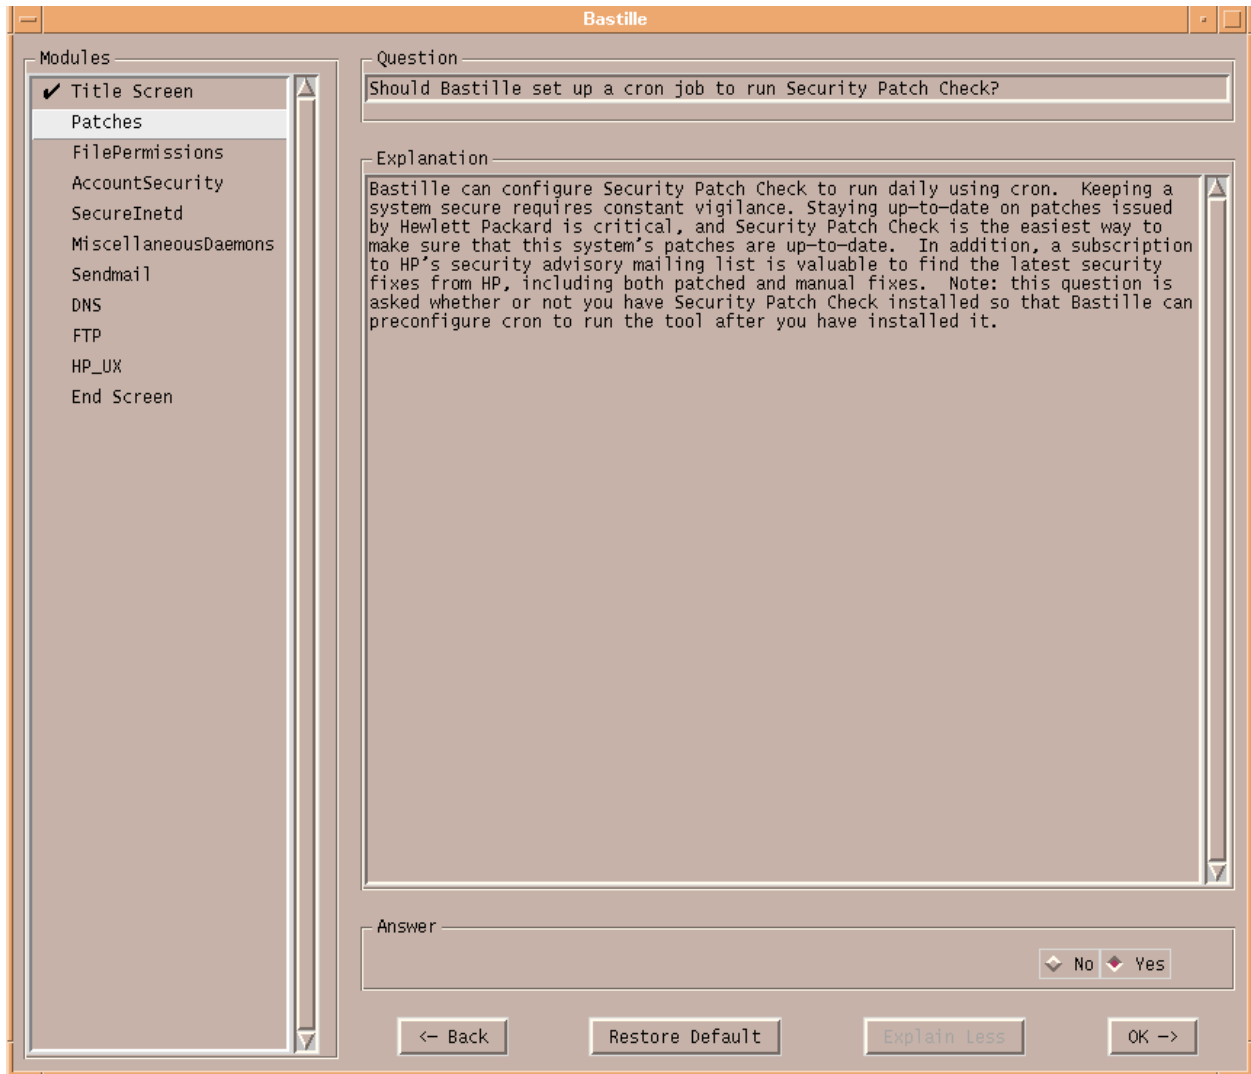 Bastille
Modules
✔ Title Screen
Patches
FilePermissions
AccountSecurity
SecureInetd
MiscellaneousDaemons
Sendmail
DNS
FTP
HP_UX
End Screen
Question
Should Bastille set up a cron job to run Security Patch Check?
Explanation
Bastille can configure Security Patch Check to run daily using cron.  Keeping a
system secure requires constant vigilance. Staying up-to-date on patches issued
by Hewlett Packard is critical, and Security Patch Check is the easiest way to
make sure that this system's patches are up-to-date.  In addition, a subscription
to HP's security advisory mailing list is valuable to find the latest security
fixes from HP, including both patched and manual fixes.  Note: this question is
asked whether or not you have Security Patch Check installed so that Bastille can
preconfigure cron to run the tool after you have installed it.
Answer
No Yes
<- Back Restore Default Explain Less OK ->